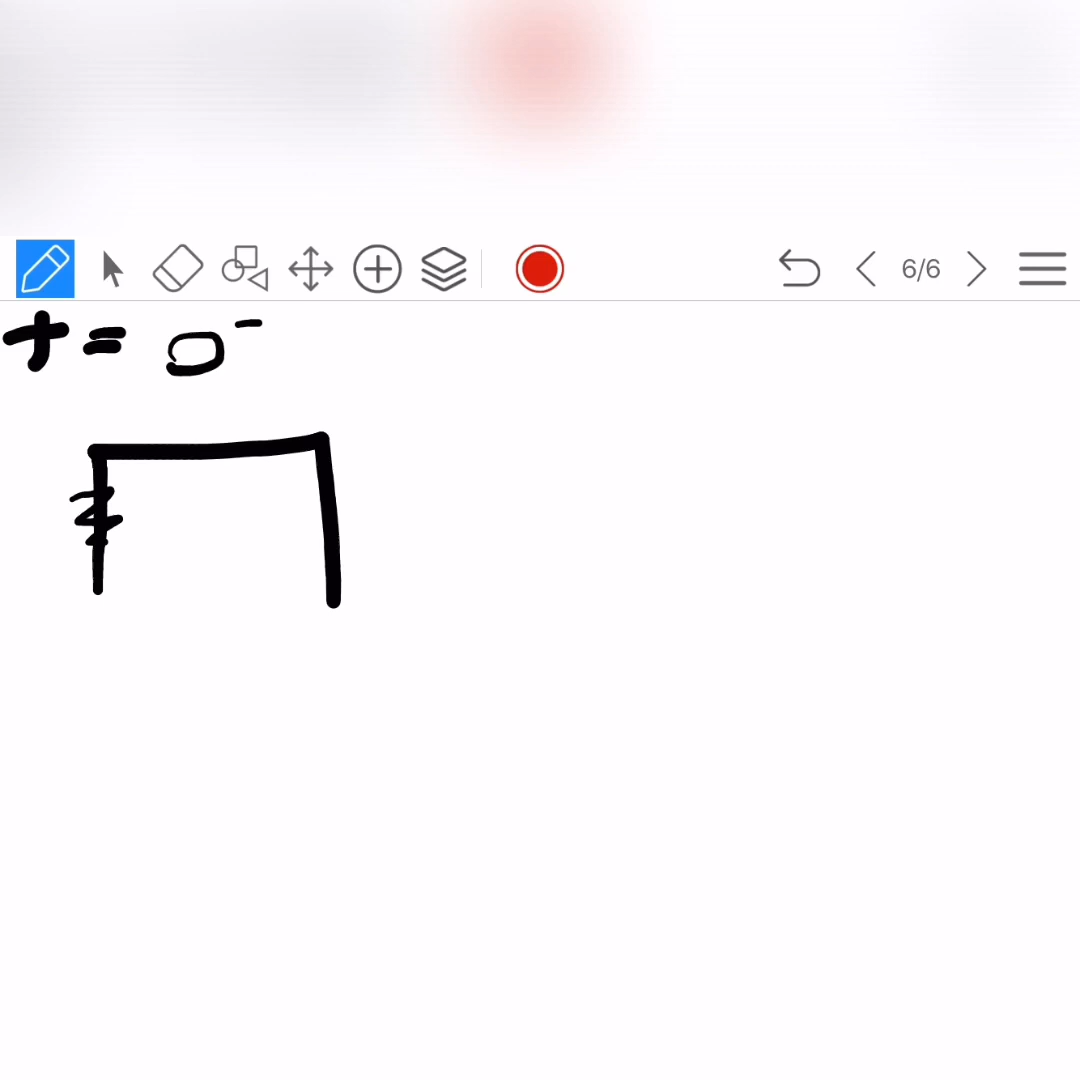 6/6
t = 0⁻